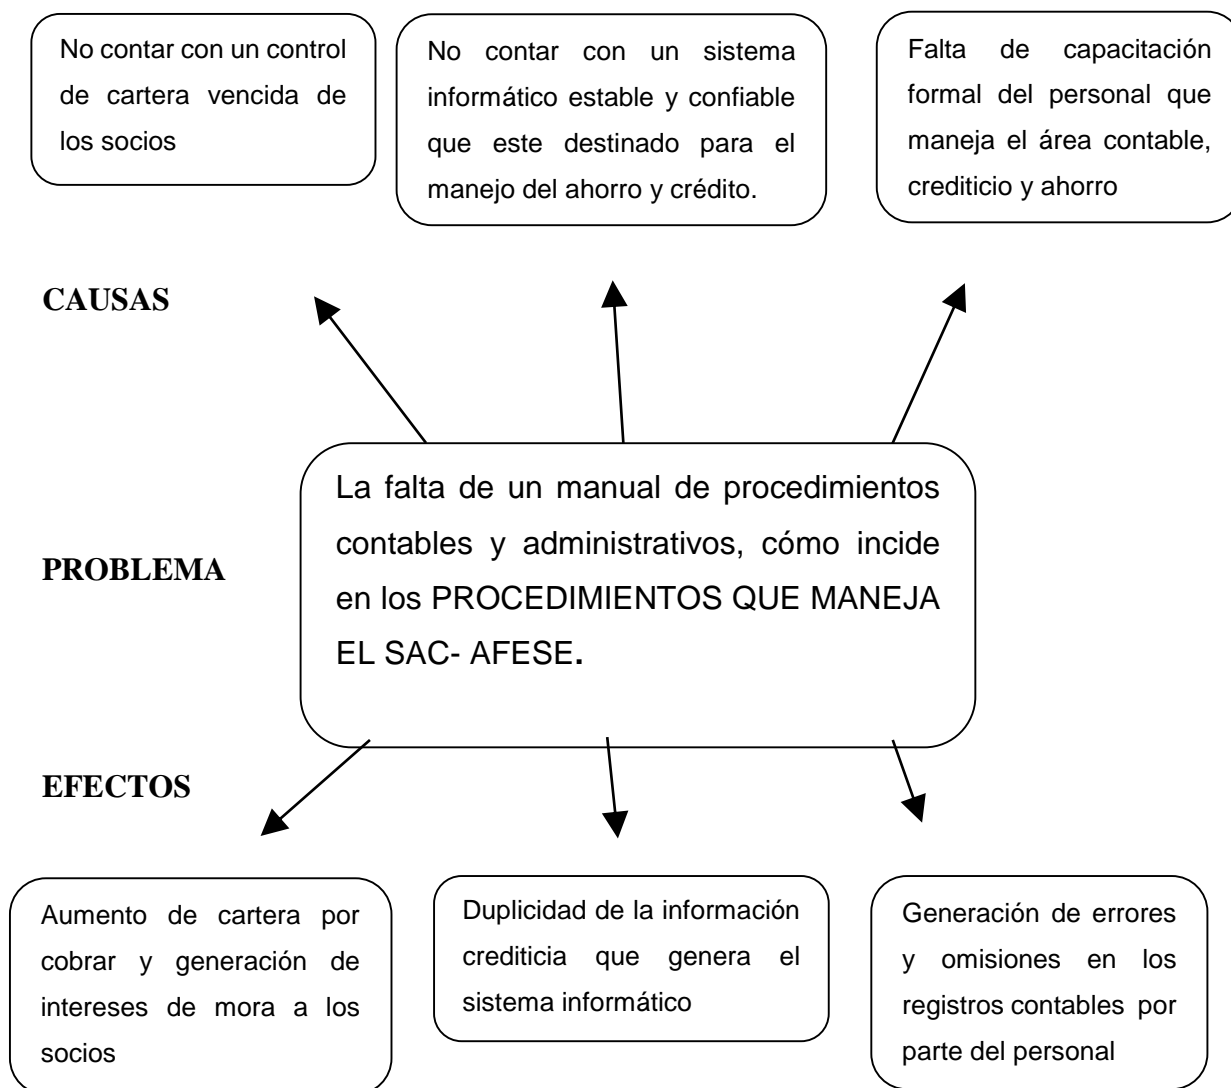 No contar con un control
de cartera vencida de
los socios
No contar con un sistema
informático estable y confiable
que este destinado para el
manejo del ahorro y crédito.
Falta de capacitación
formal del personal que
maneja el área contable,
crediticio y ahorro
CAUSAS
La falta de un manual de procedimientos
contables y administrativos, cómo incide
PROBLEMA
en los PROCEDIMIENTOS QUE MANEJA
EL SAC- AFESE.
EFECTOS
Aumento de cartera por
cobrar y generación de
intereses de mora a los
socios
Duplicidad de la información
crediticia que genera el
sistema informático
Generación de errores
y omisiones en los
registros contables por
parte del personal